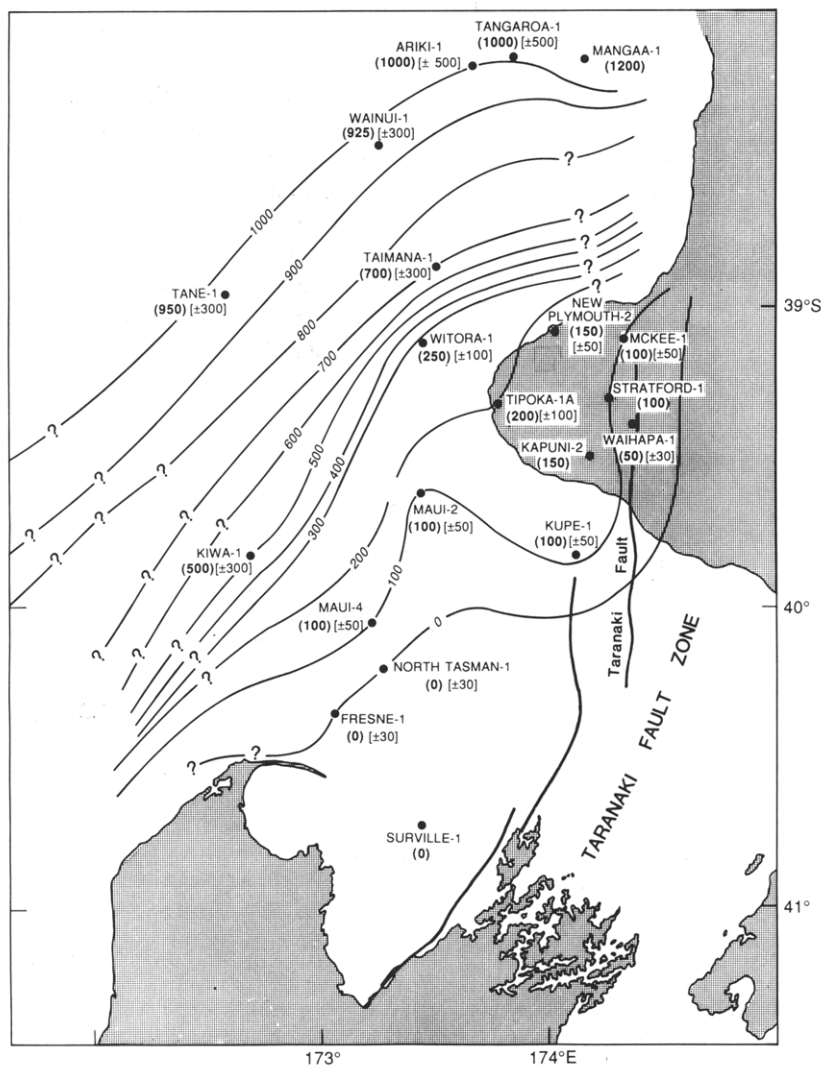 TANGAROA-1
(1000) [±500]
ARIKI-1
(1000) [± 500]
MANGAA-1
(1200)
WAINUI-1
(925) [±300]
?
1000
900
TAIMANA-1
(700) [±300]
?
?
TANE-1
(950) [±300]
800
39°S
NEW
PLYMOUTH-2
(150)
[±50]
WITORA-1
(250) [±100]
MCKEE-1
(100) [±50]
700
STRATFORD-1
(100)
TIPOKA-1A
(200) [±100]
600
?
500
WAIHAPA-1
(50) [±30]
KAPUNI-2
(150)
?
400
?
MAUI-2
(100) [±50]
?
300
KUPE-1
(100) [±50]
KIWA-1
(500) [±300]
200
100
Taranaki Fault
?
MAUI-4
(100) [±50]
40°
0
?
?
NORTH TASMAN-1
(0) [±30]
?
?
?
FRESNE-1
(0) [±30]
?
?
TARANAKI FAULT ZONE
SURVILLE-1
(0)
41°
173°
174°E